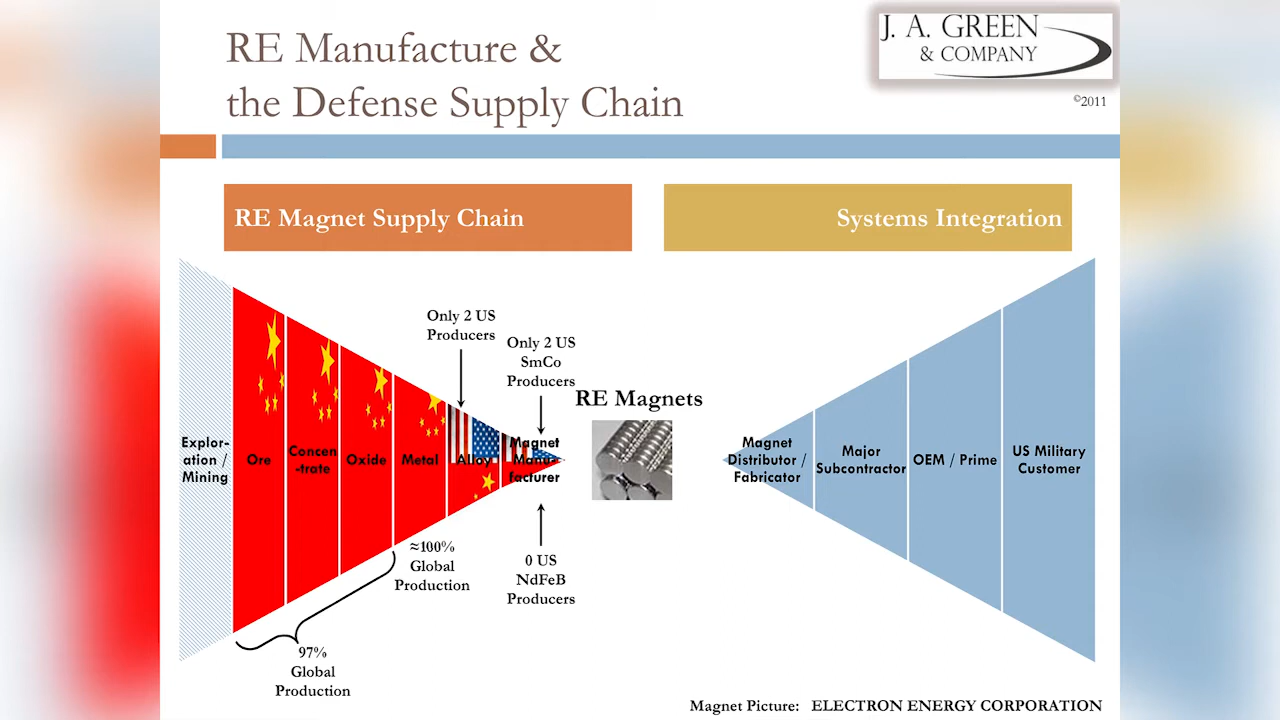 RE Manufacture &
the Defense Supply Chain
J. A. GREEN
& COMPANY
©2011
RE Magnet Supply Chain
Systems Integration
Only 2 US
Producers
Only 2 US
SmCo
Producers
RE Magnets
Explor-
ation /
Mining
Ore
Concen
-trate
Oxide
Metal
Alloy
Magnet
Manu-
facturer
Magnet
Distributor /
Fabricator
Major
Subcontractor
OEM / Prime
US Military
Customer
≈100%
Global
Production
0 US
NdFeB
Producers
97%
Global
Production
Magnet Picture: ELECTRON ENERGY CORPORATION